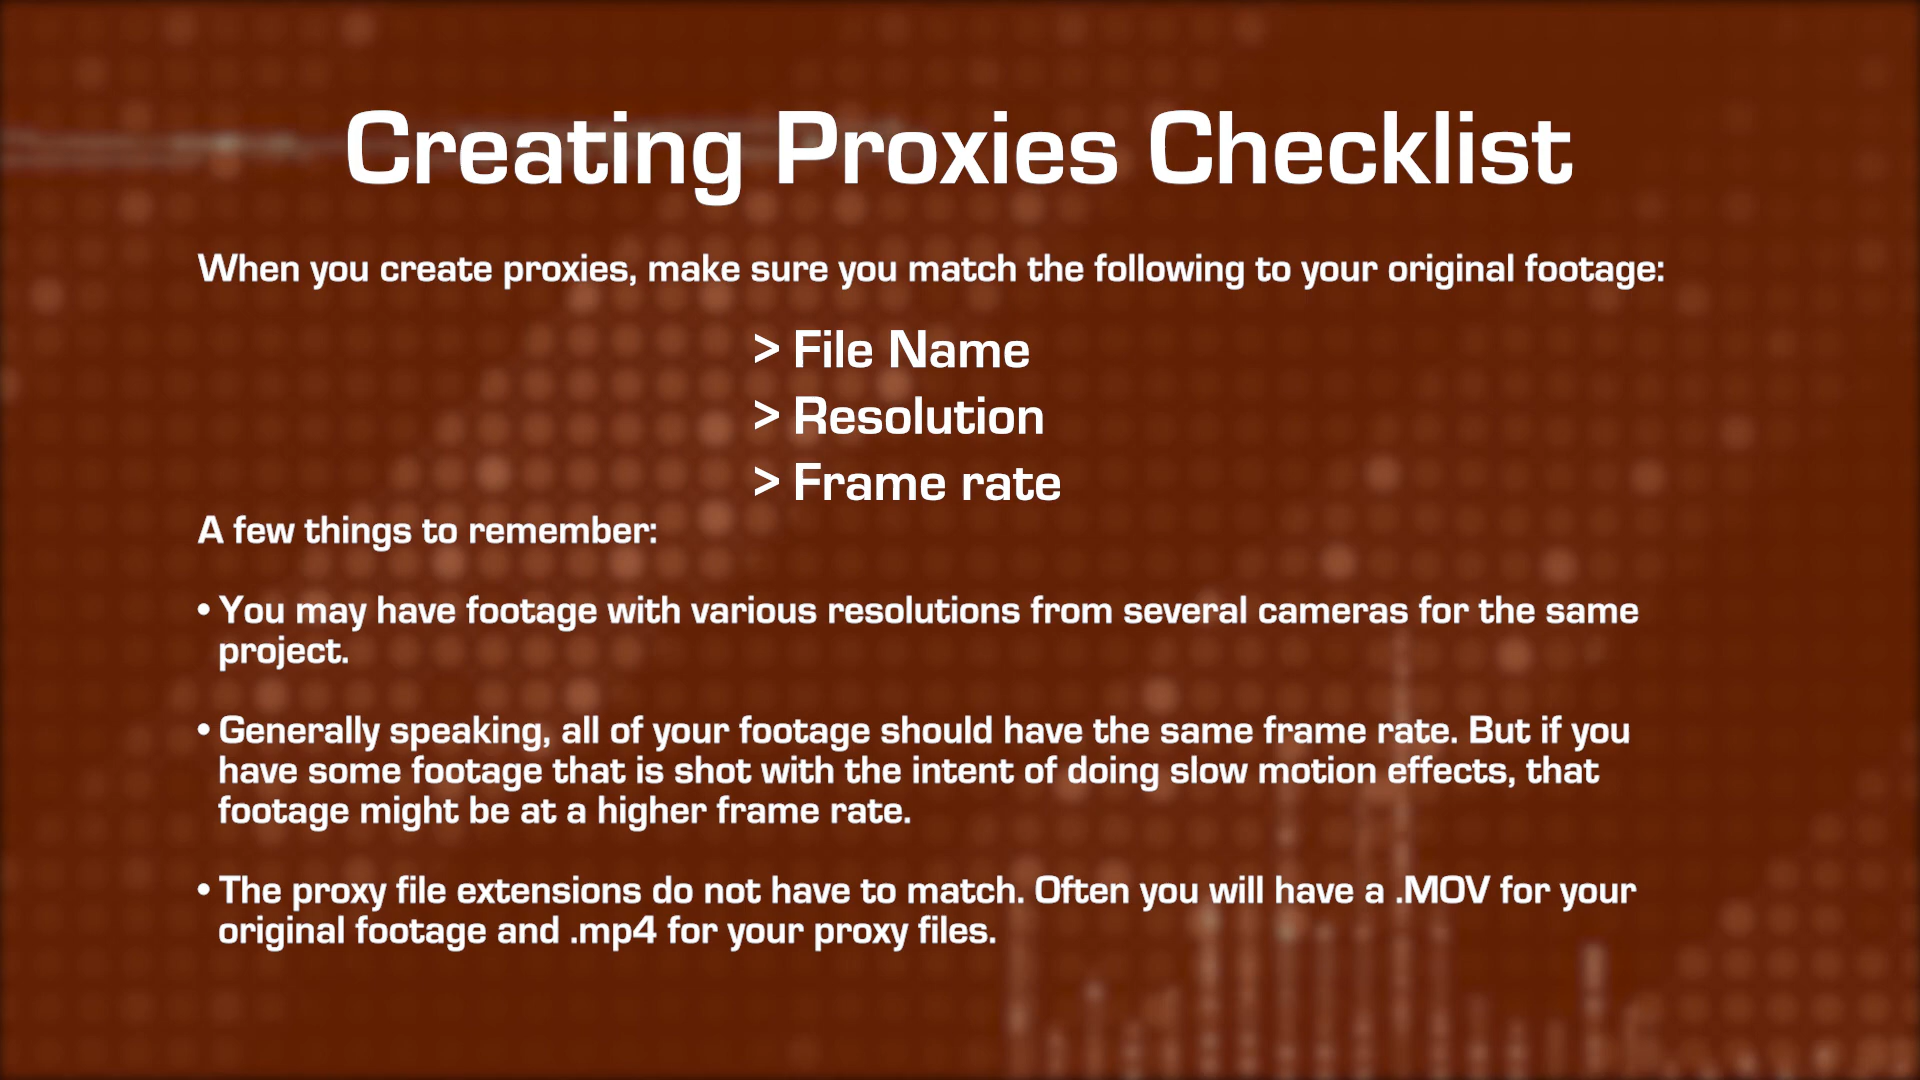 Creating Proxies Checklist
When you create proxies, make sure you match the following to your original footage:
> File Name
> Resolution
> Frame rate
A few things to remember:
• You may have footage with various resolutions from several cameras for the same
project.
• Generally speaking, all of your footage should have the same frame rate. But if you
have some footage that is shot with the intent of doing slow motion effects, that
footage might be at a higher frame rate.
• The proxy file extensions do not have to match. Often you will have a .MOV for your
original footage and .mp4 for your proxy files.